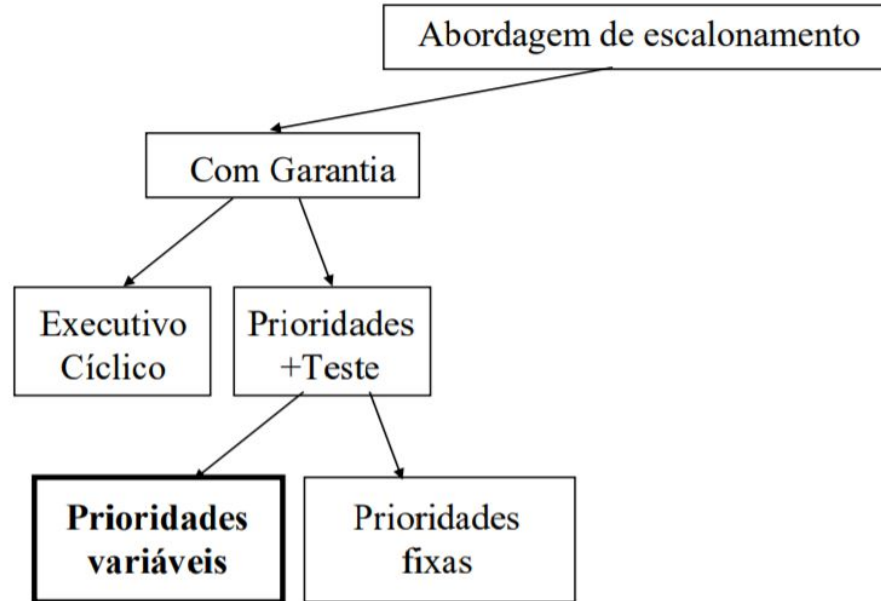 Abordagem de escalonamento
Com Garantia
Executivo
Cíclico
Prioridades
+Teste
Prioridades
variáveis
Prioridades
fixas